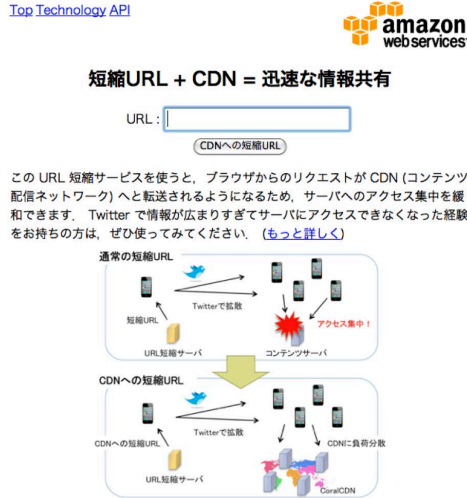 Top Technology API
amazon
webservices
短縮URL + CDN = 迅速な情報共有
URL :
CDNへの短縮URL
この URL 短縮サービスを使うと，ブラウザからのリクエストが CDN (コンテンツ
配信ネットワーク) へと転送されるようになるため，サーバへのアクセス集中を緩
和できます． Twitter で情報が広まりすぎてサーバにアクセスできなくなった経験
をお持ちの方は，ぜひ使ってみてください． (もっと詳しく)
通常の短縮URL
Twitterで拡散
短縮URL
アクセス集中！
URL短縮サーバ
コンテンツサーバ
CDNへの短縮URL
Twitterで拡散
CDNへの短縮URL
CDNに負荷分散
URL短縮サーバ
CoralCDN